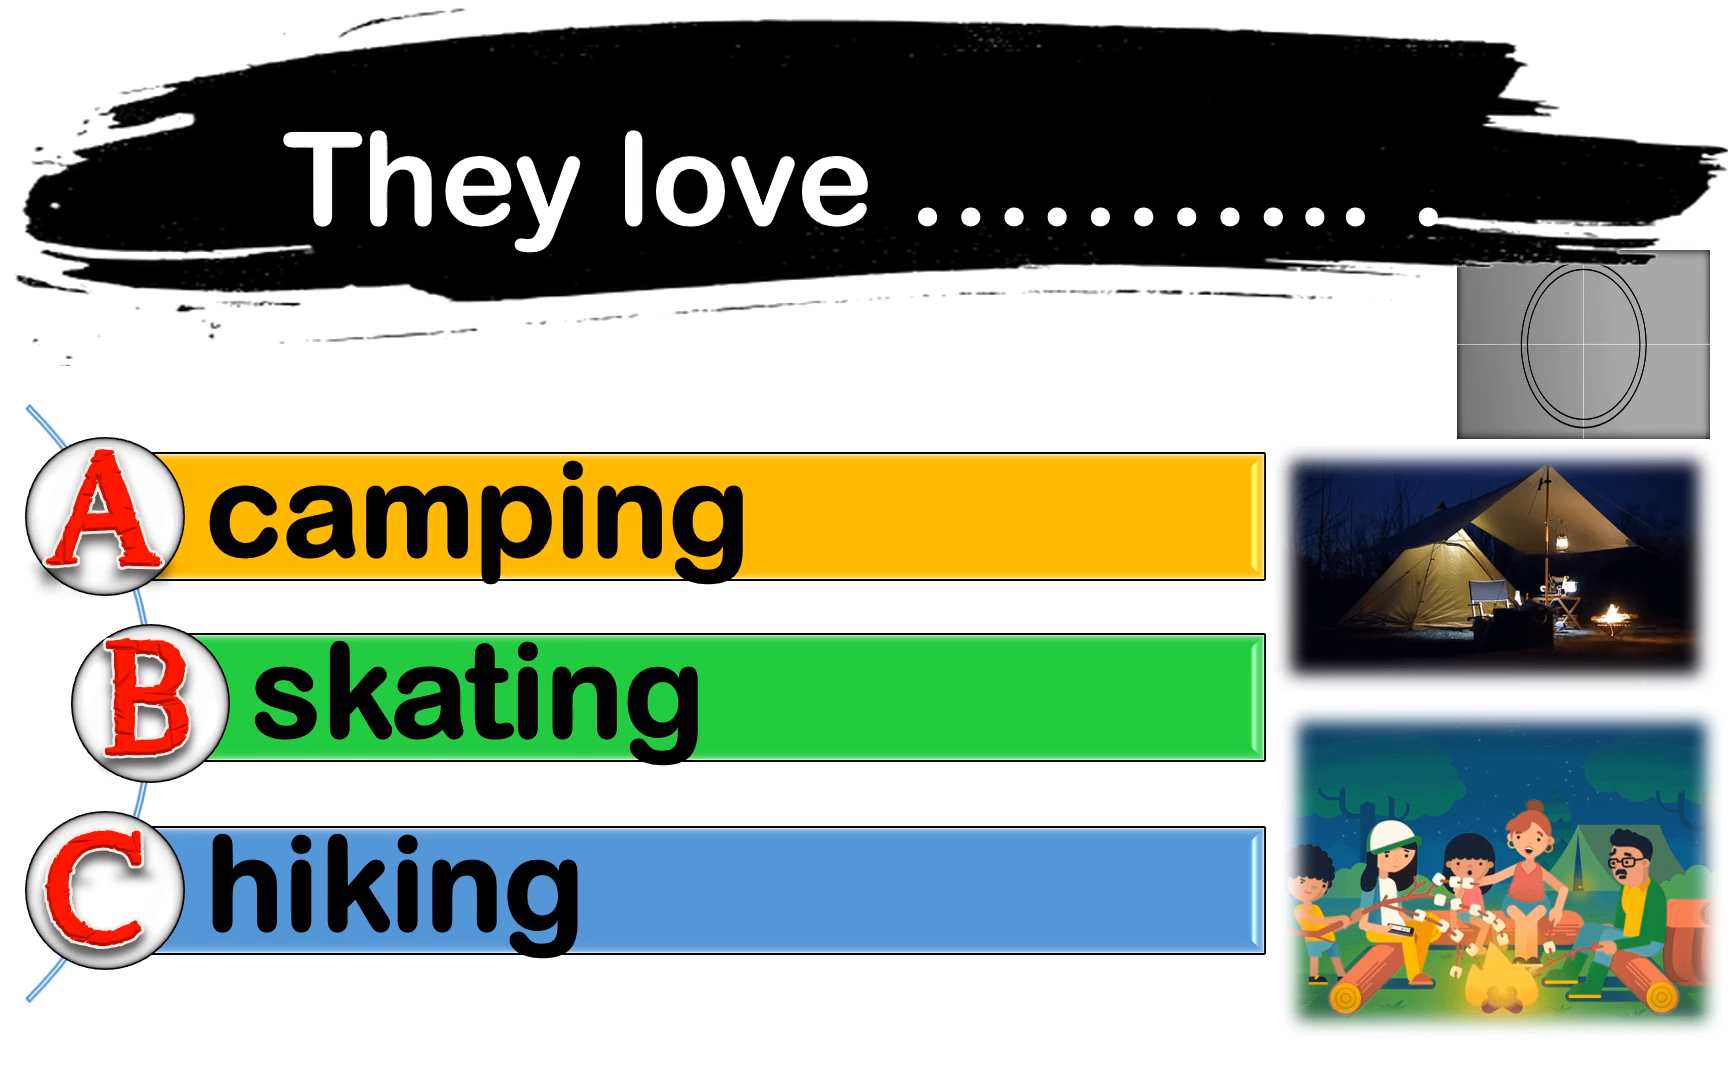 They love ........... .
A camping
B skating
C hiking